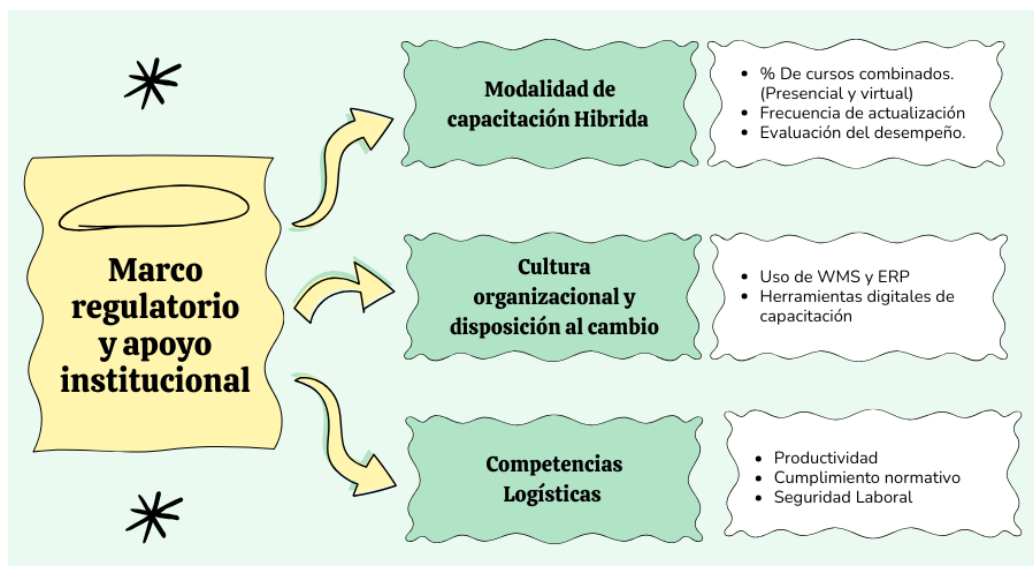 Marco
regulatorio
y apoyo
institucional
Modalidad de
capacitación Hibrida
• % De cursos combinados.
(Presencial y virtual)
• Frecuencia de actualización
• Evaluación del desempeño.
Cultura
organizacional y
disposición al cambio
• Uso de WMS y ERP
• Herramientas digitales de
capacitación
Competencias
Logísticas
• Productividad
• Cumplimiento normativo
• Seguridad Laboral